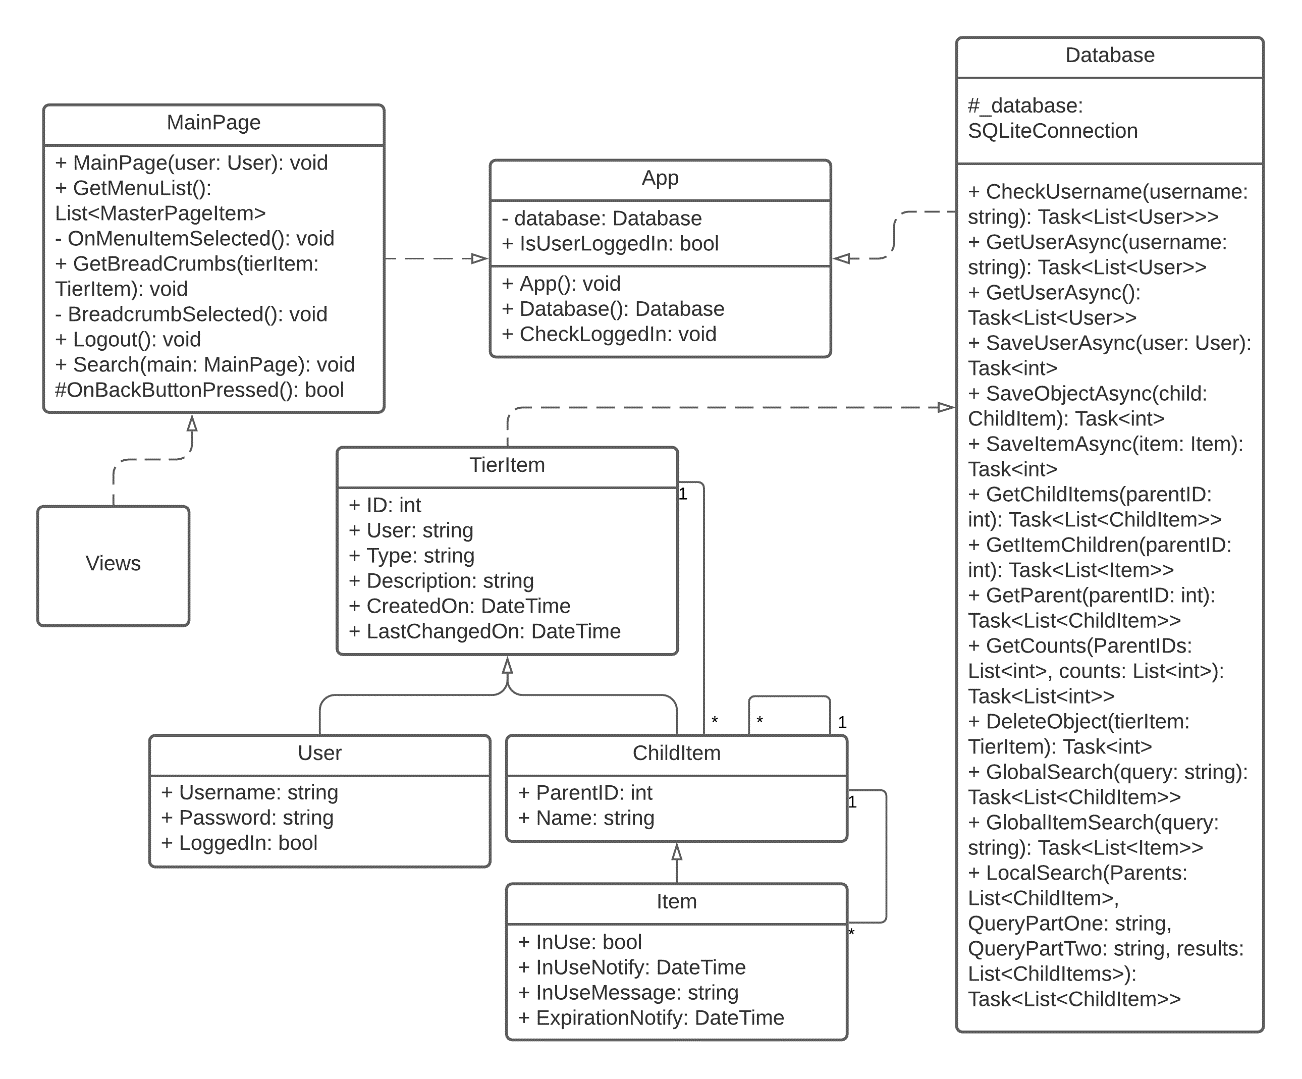 MainPage
+ MainPage(user: User): void
+ GetMenuList():
List<MasterPageItem>
- OnMenuItemSelected(): void
+ GetBreadCrumbs(tierItem:
TierItem): void
- BreadcrumbSelected(): void
+ Logout(): void
+ Search(main: MainPage): void
#OnBackButtonPressed(): bool
App
- database: Database
+ IsUserLoggedIn: bool
+ App(): void
+ Database(): Database
+ CheckLoggedIn: void
Database
#_database:
SQLiteConnection
+ CheckUsername(username:
string): Task<List<User>>>
+ GetUserAsync(username:
string): Task<List<User>>
+ GetUserAsync():
Task<List<User>>
+ SaveUserAsync(user: User):
Task<int>
+ SaveObjectAsync(child:
ChildItem): Task<int>
+ SaveItemAsync(item: Item):
Task<int>
+ GetChildItems(parentID:
int): Task<List<ChildItem>>
+ GetItemChildren(parentID:
int): Task<List<Item>>
+ GetParent(parentID: int):
Task<List<ChildItem>>
+ GetCounts(ParentIDs:
List<int>, counts: List<int>):
Task<List<int>>
+ DeleteObject(tierItem:
TierItem): Task<int>
+ GlobalSearch(query: string):
Task<List<ChildItem>>
+ GlobalItemSearch(query:
string): Task<List<Item>>
+ LocalSearch(Parents:
List<ChildItem>,
QueryPartOne: string,
QueryPartTwo: string, results:
List<ChildItems>):
Task<List<ChildItem>>
Views
TierItem
+ ID: int
+ User: string
+ Type: string
+ Description: string
+ CreatedOn: DateTime
+ LastChangedOn: DateTime
1
*
*
1
User
+ Username: string
+ Password: string
+ LoggedIn: bool
ChildItem
+ ParentID: int
+ Name: string
1
*
Item
+ InUse: bool
+ InUseNotify: DateTime
+ InUseMessage: string
+ ExpirationNotify: DateTime